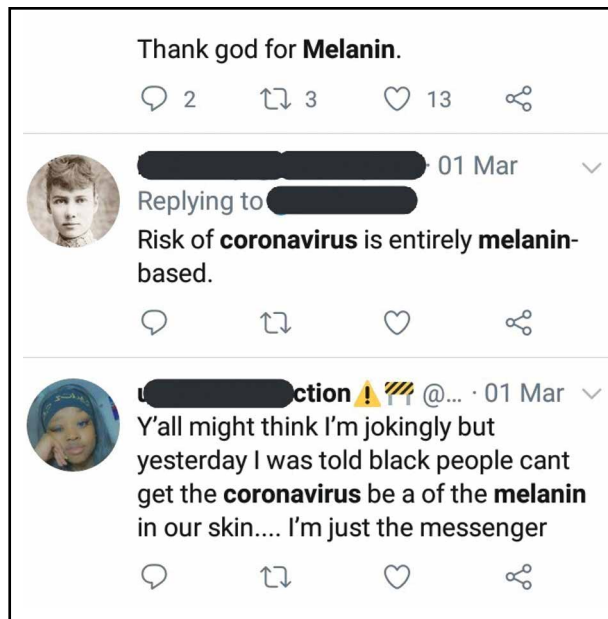 Thank god for Melanin.
2 3 13
01 Mar
Replying to
Risk of coronavirus is entirely melanin-
based.
ction @... · 01 Mar
Y'all might think I'm jokingly but
yesterday I was told black people cant
get the coronavirus be a of the melanin
in our skin.... I'm just the messenger